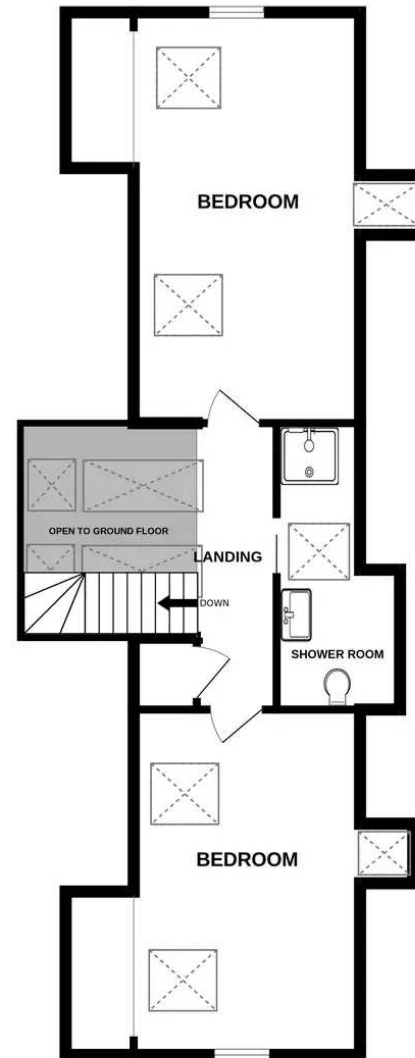 BEDROOM
OPEN TO GROUND FLOOR
LANDING
DOWN
SHOWER ROOM
BEDROOM